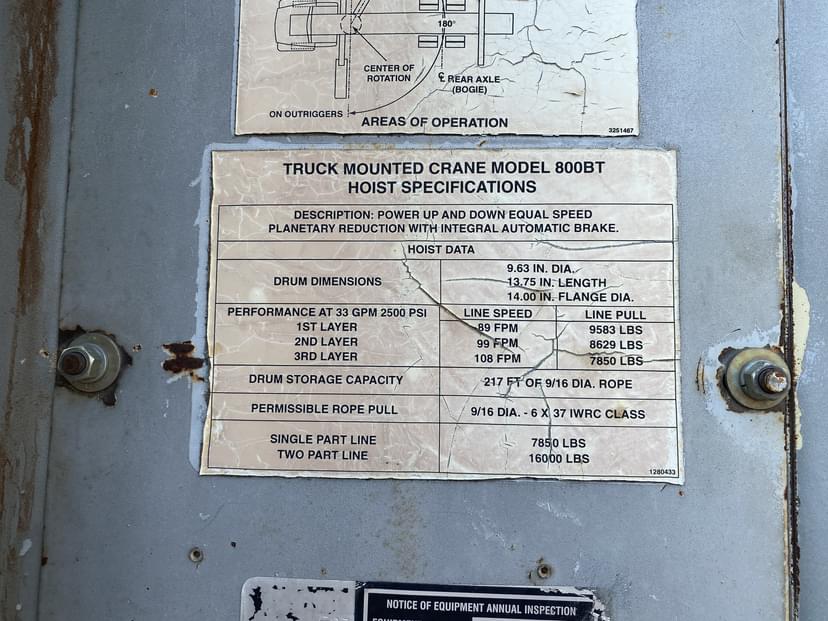 180°
CENTER OF
ROTATION
℄ REAR AXLE
(BOGIE)
ON OUTRIGGERS
AREAS OF OPERATION
3251467
TRUCK MOUNTED CRANE MODEL 800BT
HOIST SPECIFICATIONS
DESCRIPTION: POWER UP AND DOWN EQUAL SPEED
PLANETARY REDUCTION WITH INTEGRAL AUTOMATIC BRAKE.
HOIST DATA
DRUM DIMENSIONS
9.63 IN. DIA.
13.75 IN. LENGTH
14.00 IN. FLANGE DIA.
PERFORMANCE AT 33 GPM 2500 PSI LINE SPEED LINE PULL
1ST LAYER 89 FPM 9583 LBS
2ND LAYER 99 FPM 8629 LBS
3RD LAYER 108 FPM 7850 LBS
DRUM STORAGE CAPACITY 217 FT OF 9/16 DIA. ROPE
PERMISSIBLE ROPE PULL 9/16 DIA. - 6 X 37 IWRC CLASS
SINGLE PART LINE 7850 LBS
TWO PART LINE 16000 LBS
1280433
NOTICE OF EQUIPMENT ANNUAL INSPECTION